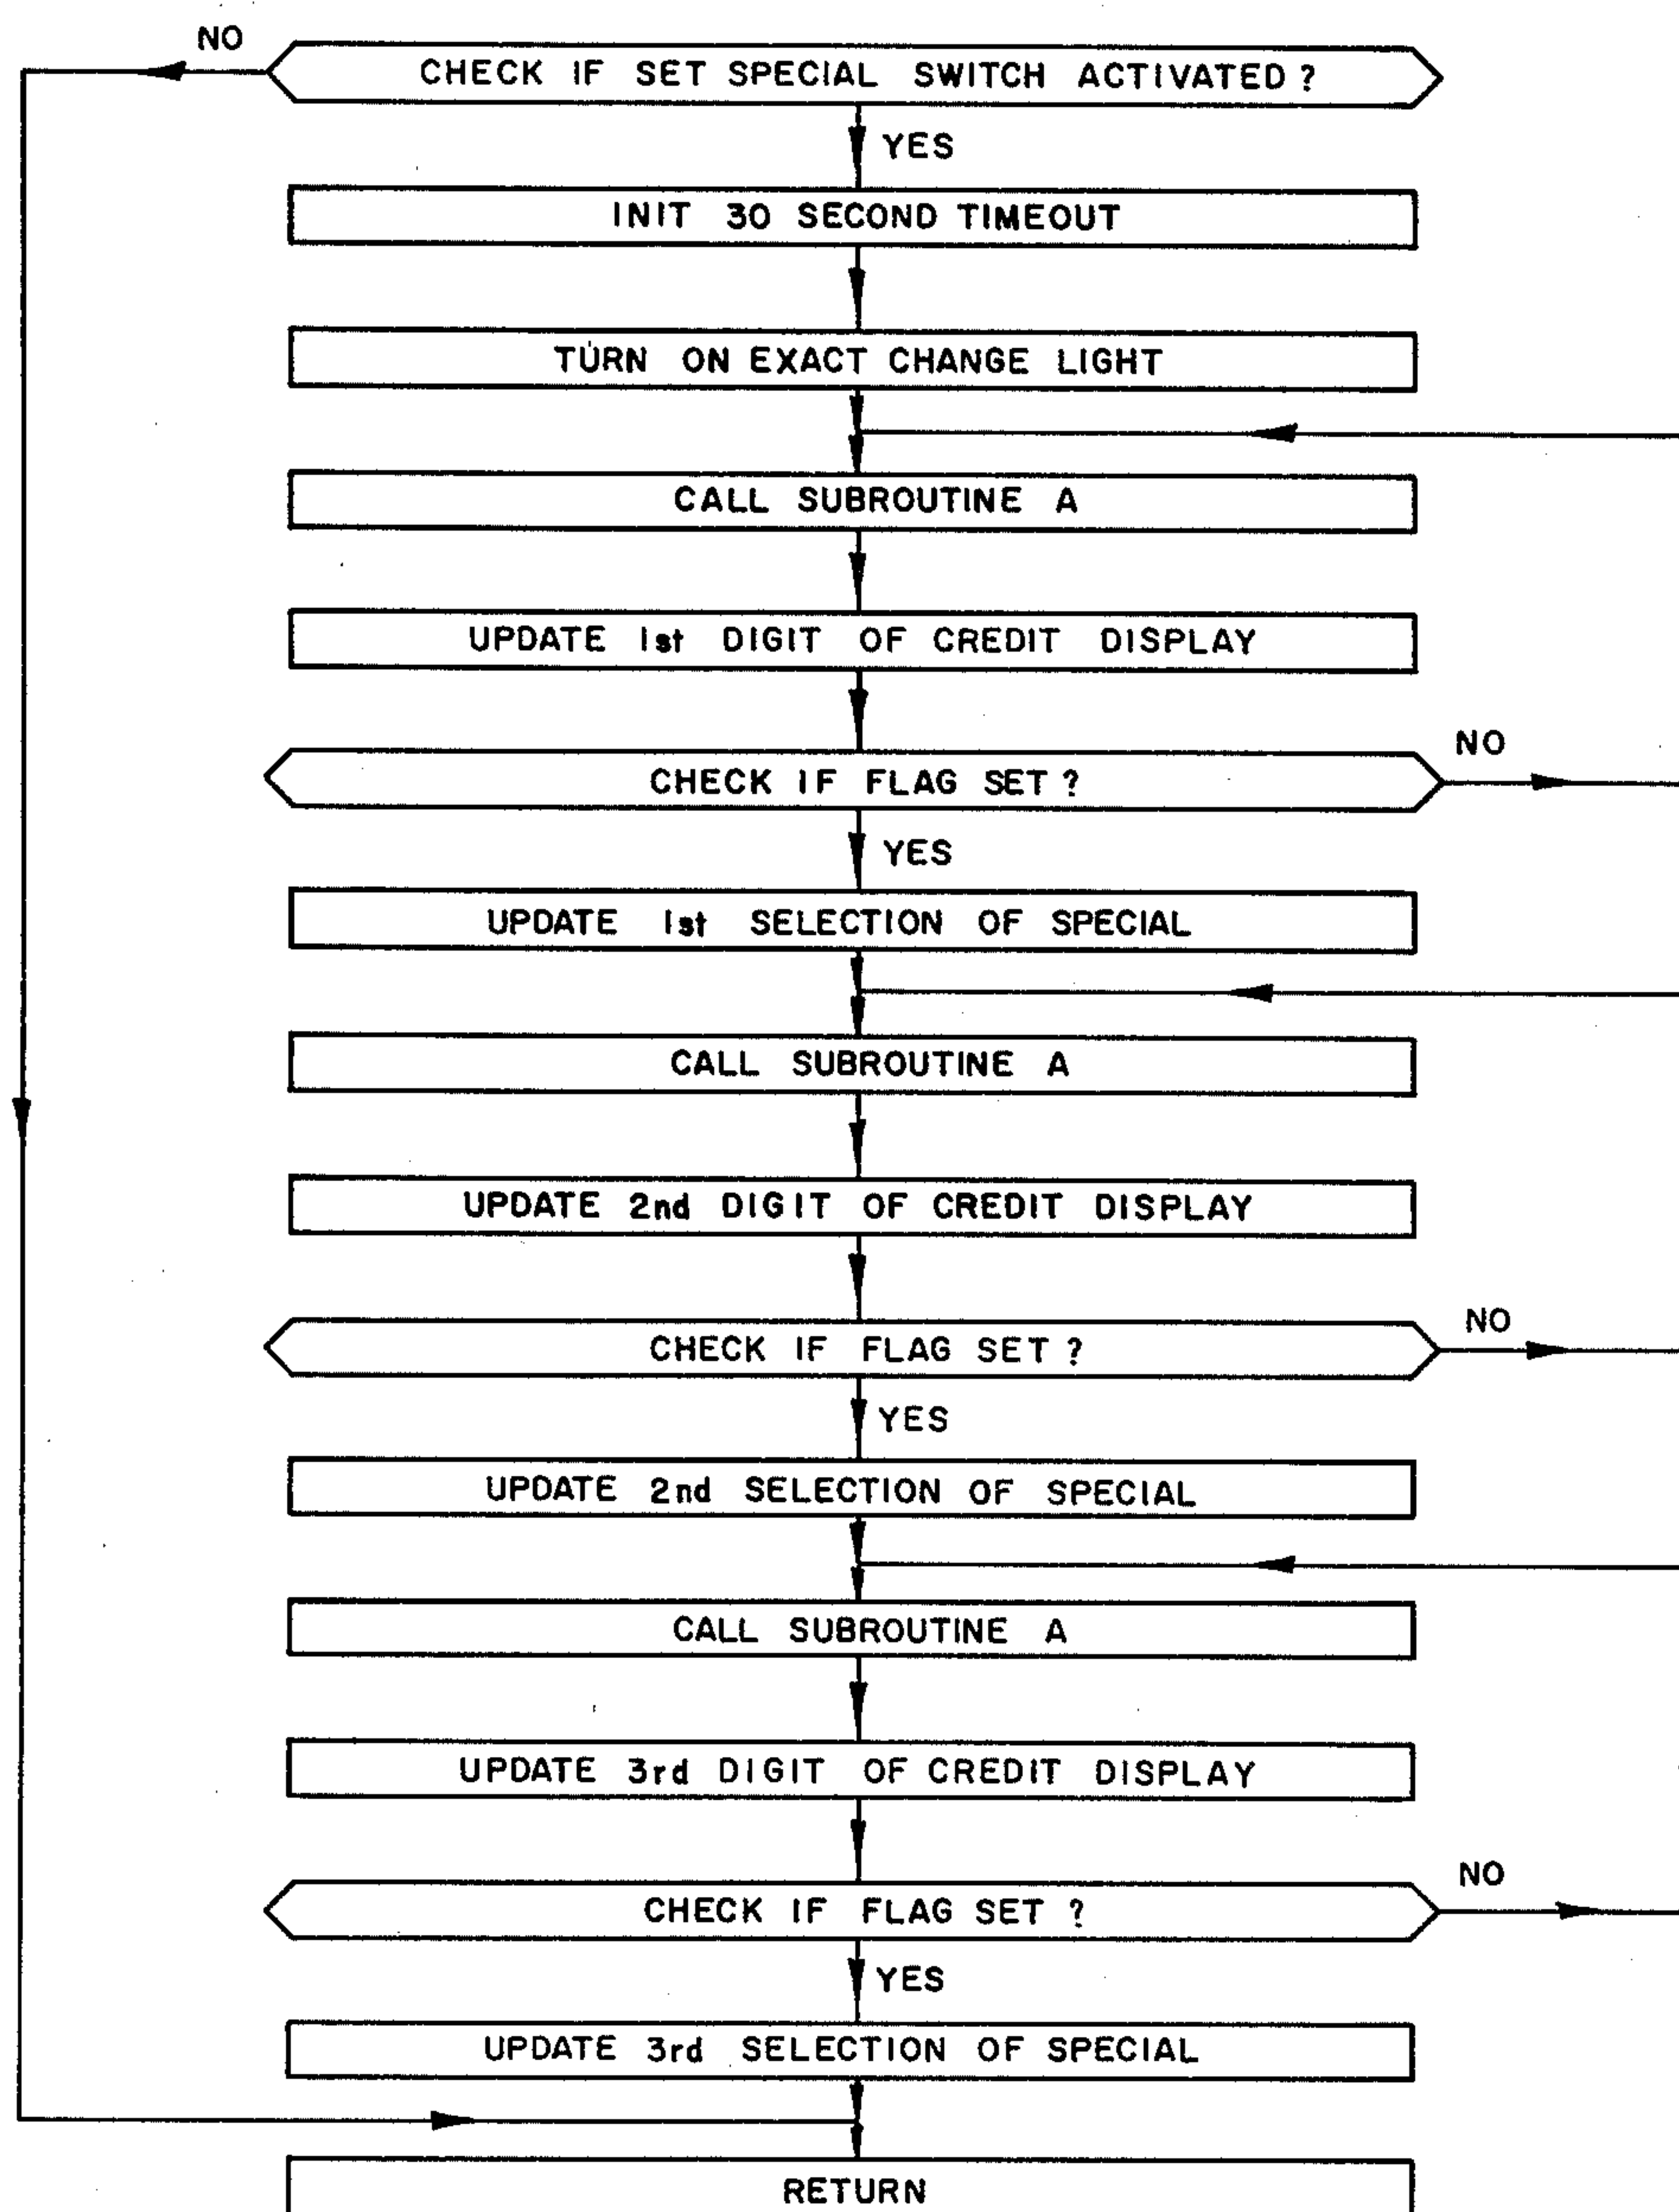 NO
CHECK IF SET SPECIAL SWITCH ACTIVATED ?
YES
INIT 30 SECOND TIMEOUT
TURN ON EXACT CHANGE LIGHT
CALL SUBROUTINE A
UPDATE 1st DIGIT OF CREDIT DISPLAY
NO
CHECK IF FLAG SET ?
YES
UPDATE 1st SELECTION OF SPECIAL
CALL SUBROUTINE A
UPDATE 2nd DIGIT OF CREDIT DISPLAY
NO
CHECK IF FLAG SET ?
YES
UPDATE 2nd SELECTION OF SPECIAL
CALL SUBROUTINE A
UPDATE 3rd DIGIT OF CREDIT DISPLAY
NO
CHECK IF FLAG SET ?
YES
UPDATE 3rd SELECTION OF SPECIAL
RETURN